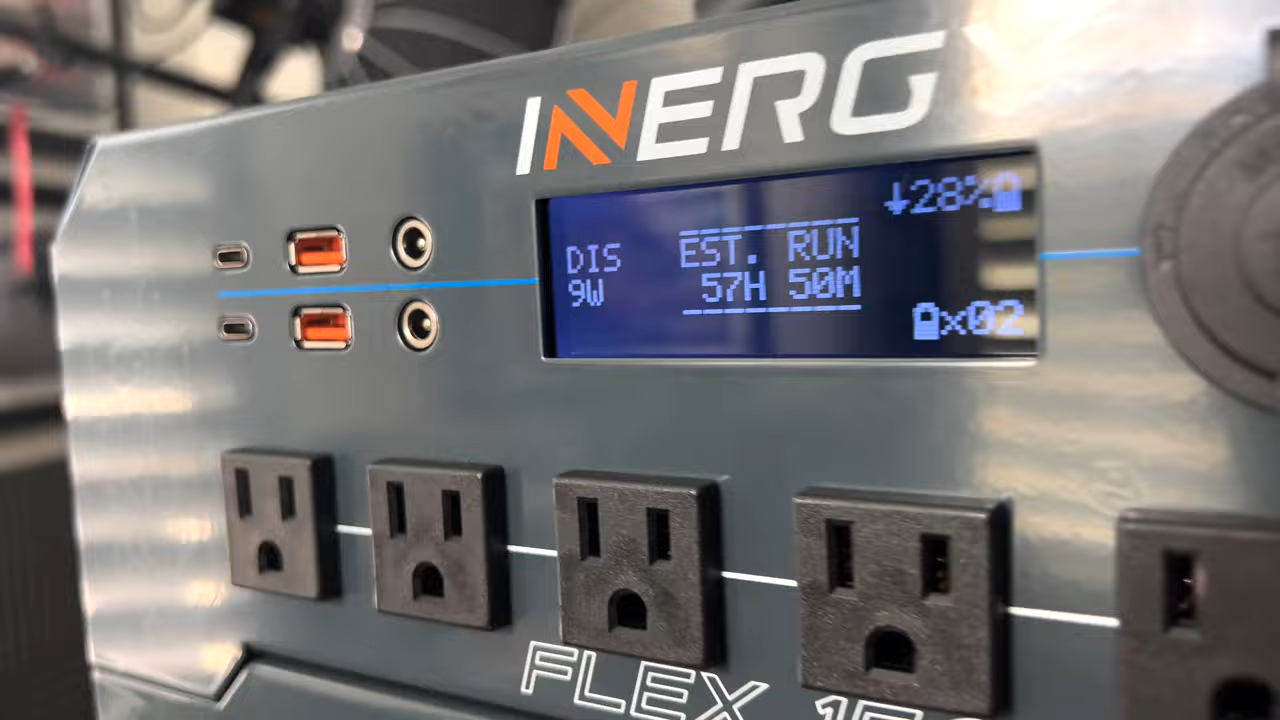 INERG
↓28%
DIS
EST. RUN
9W
57H 50M
x02
FLEX